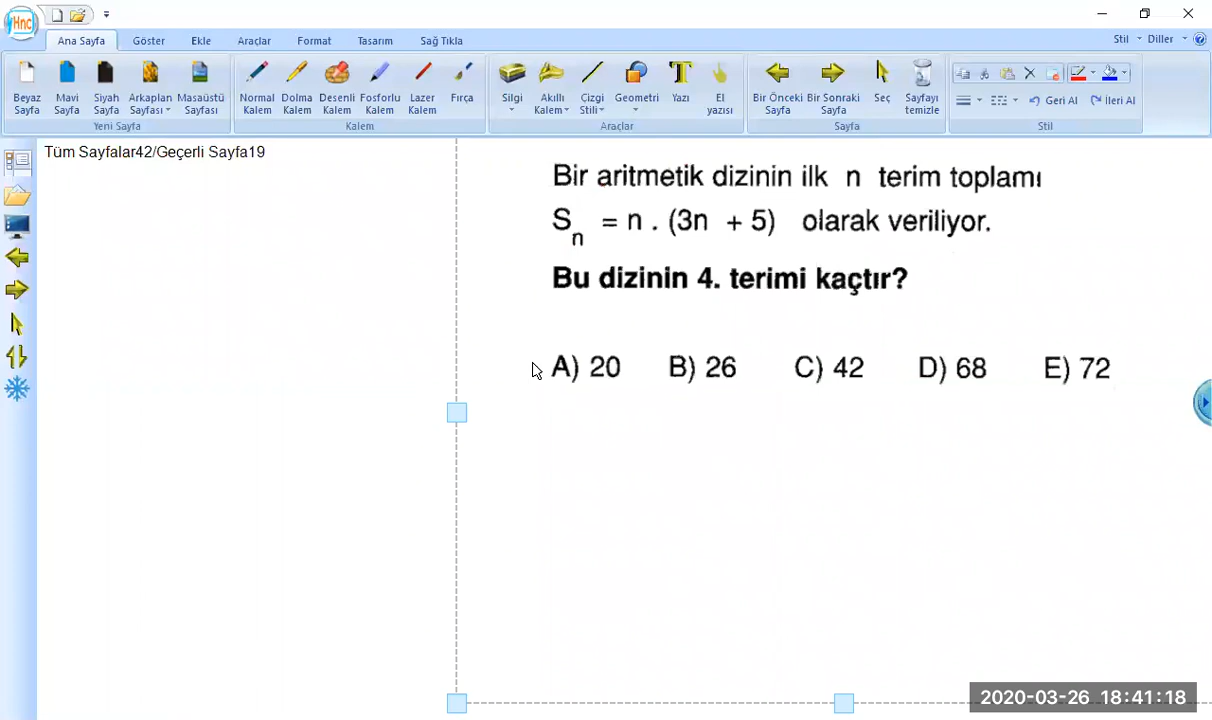 Hnc
Ana Sayfa Göster Ekle Araçlar Format Tasarım Sağ Tıkla Stil Diller
Beyaz Sayfa Mavi Sayfa Siyah Sayfa Arkaplan Sayfası Masaüstü Sayfası
Yeni Sayfa
Normal Kalem Dolma Kalem Desenli Kalem Fosforlu Kalem Lazer Kalem Fırça
Kalem
Silgi Akıllı Kalem Çizgi Stili Geometri Yazı El yazısı
Araçlar
Bir Önceki Sayfa Bir Sonraki Sayfa Seç Sayfayı temizle
Sayfa
Geri Al İleri Al
Stil
Tüm Sayfalar42/Geçerli Sayfa19
Bir aritmetik dizinin ilk n terim toplamı
Sn = n . (3n + 5) olarak veriliyor.
Bu dizinin 4. terimi kaçtır?
A) 20 B) 26 C) 42 D) 68 E) 72
2020-03-26 18:41:18